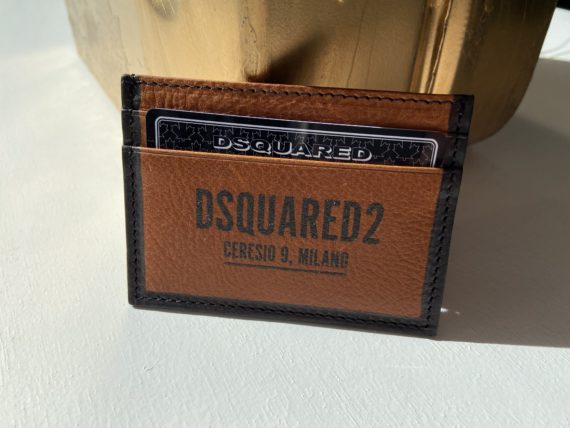 DSQUARED
DSQUARED2
CERESIO 9, MILANO